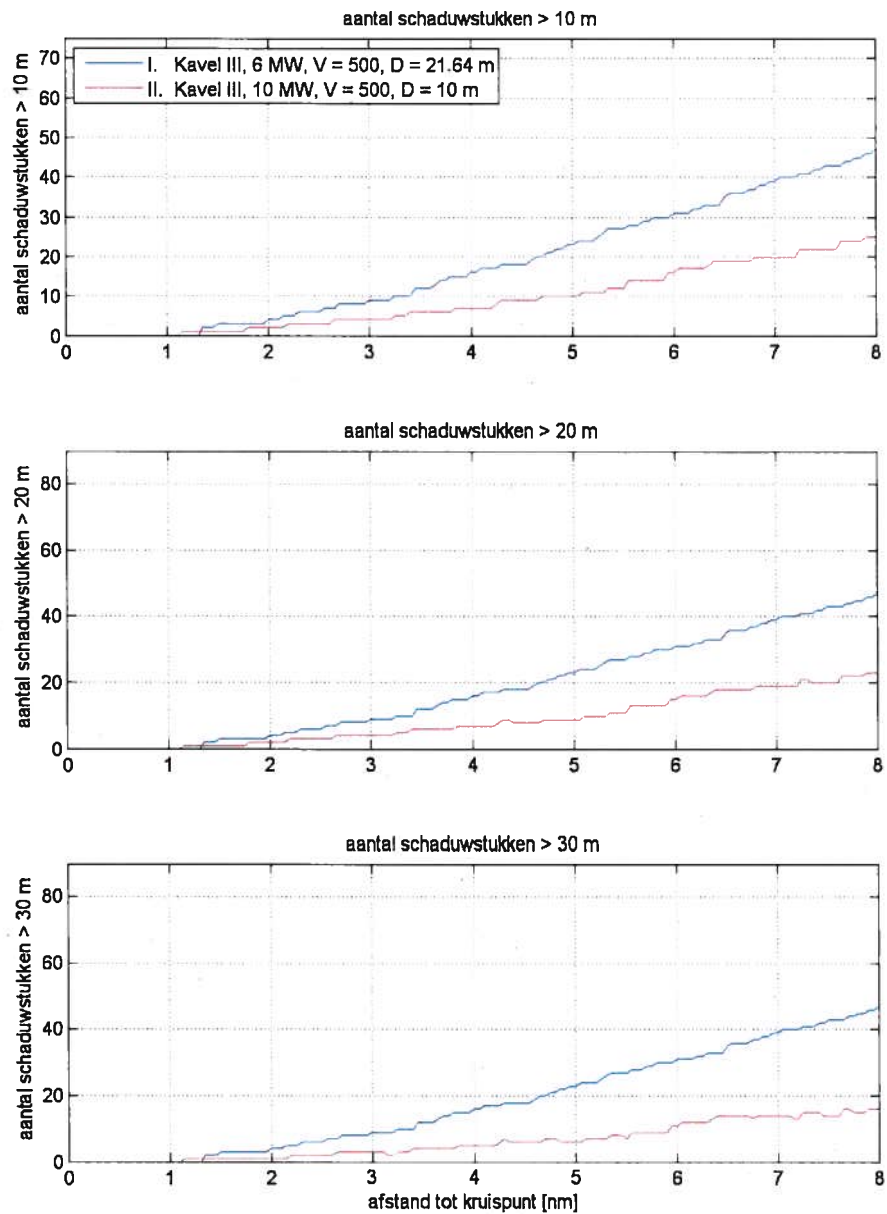 aantal schaduwstukken > 10 m
aantal schaduwstukken > 10 m
70
60
50
40
30
20
10
0
I. Kavel III, 6 MW, V = 500, D = 21.64 m
II. Kavel III, 10 MW, V = 500, D = 10 m
0 1 2 3 4 5 6 7 8
aantal schaduwstukken > 20 m
aantal schaduwstukken > 20 m
80
60
40
20
0
0 1 2 3 4 5 6 7 8
aantal schaduwstukken > 30 m
aantal schaduwstukken > 30 m
80
60
40
20
0
0 1 2 3 4 5 6 7 8
afstand tot kruispunt [nm]